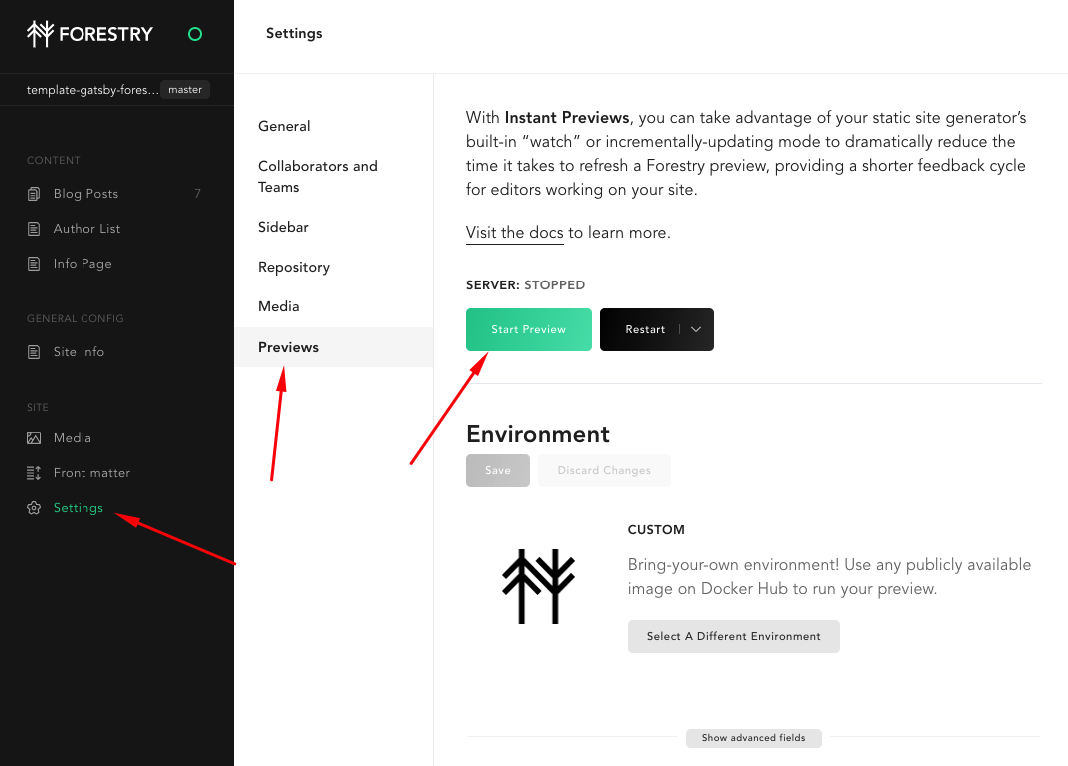 FORESTRY
template-gatsby-fores...
master
CONTENT
Blog Posts
7
Author List
Info Page
GENERAL CONFIG
Site Info
SITE
Media
Front matter
Settings
Settings
General
Collaborators and
Teams
Sidebar
Repository
Media
Previews
With Instant Previews, you can take advantage of your static site generator’s
built-in “watch” or incrementally-updating mode to dramatically reduce the
time it takes to refresh a Forestry preview, providing a shorter feedback cycle
for editors working on your site.
Visit the docs to learn more.
SERVER: STOPPED
Start Preview
Restart
Environment
Save
Discard Changes
CUSTOM
Bring-your-own environment! Use any publicly available
image on Docker Hub to run your preview.
Select A Different Environment
Show advanced fields